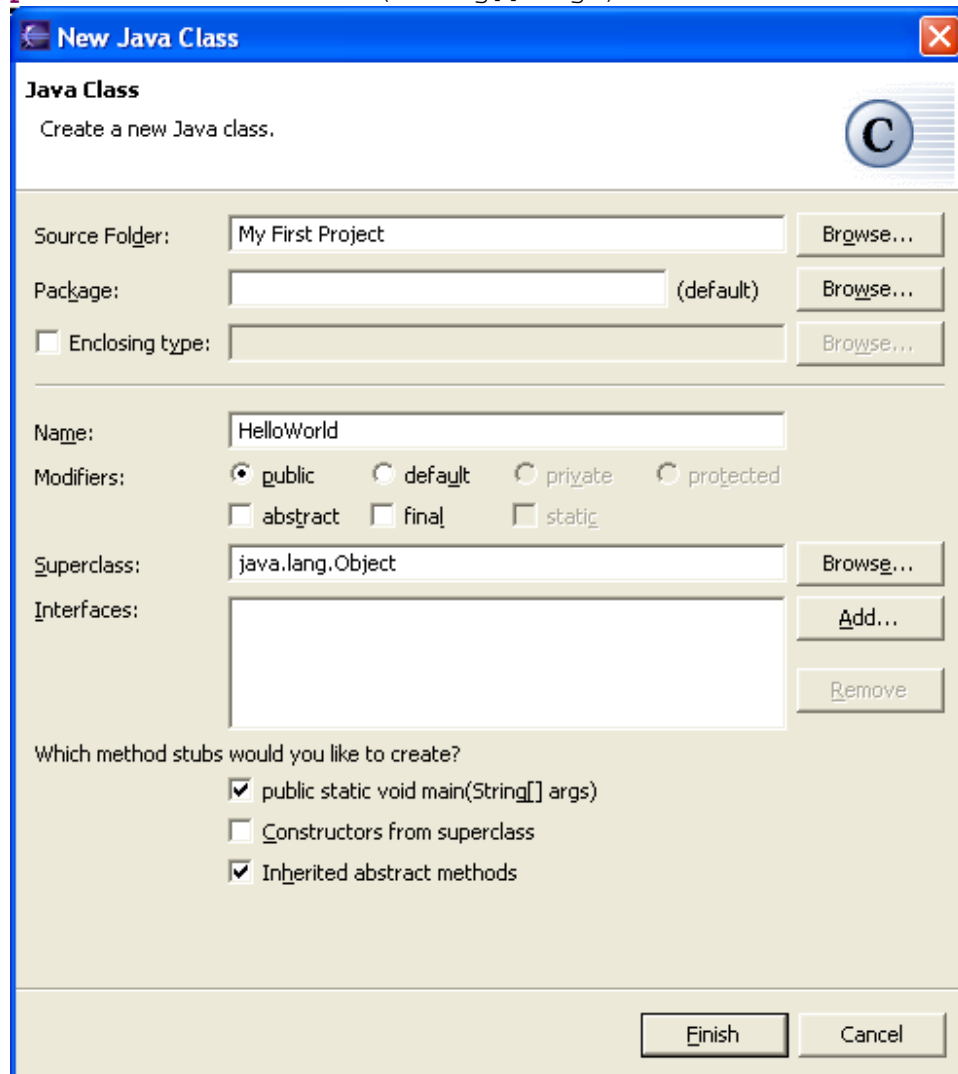 New Java Class
Java Class
Create a new Java class.
C
Source Folder: My First Project Browse...
Package: (default) Browse...
Enclosing type: Browse...
Name: HelloWorld
Modifiers: public default private protected
abstract final static
Superclass: java.lang.Object Browse...
Interfaces: Add...
Remove
Which method stubs would you like to create?
public static void main(String[] args)
Constructors from superclass
Inherited abstract methods
Finish Cancel